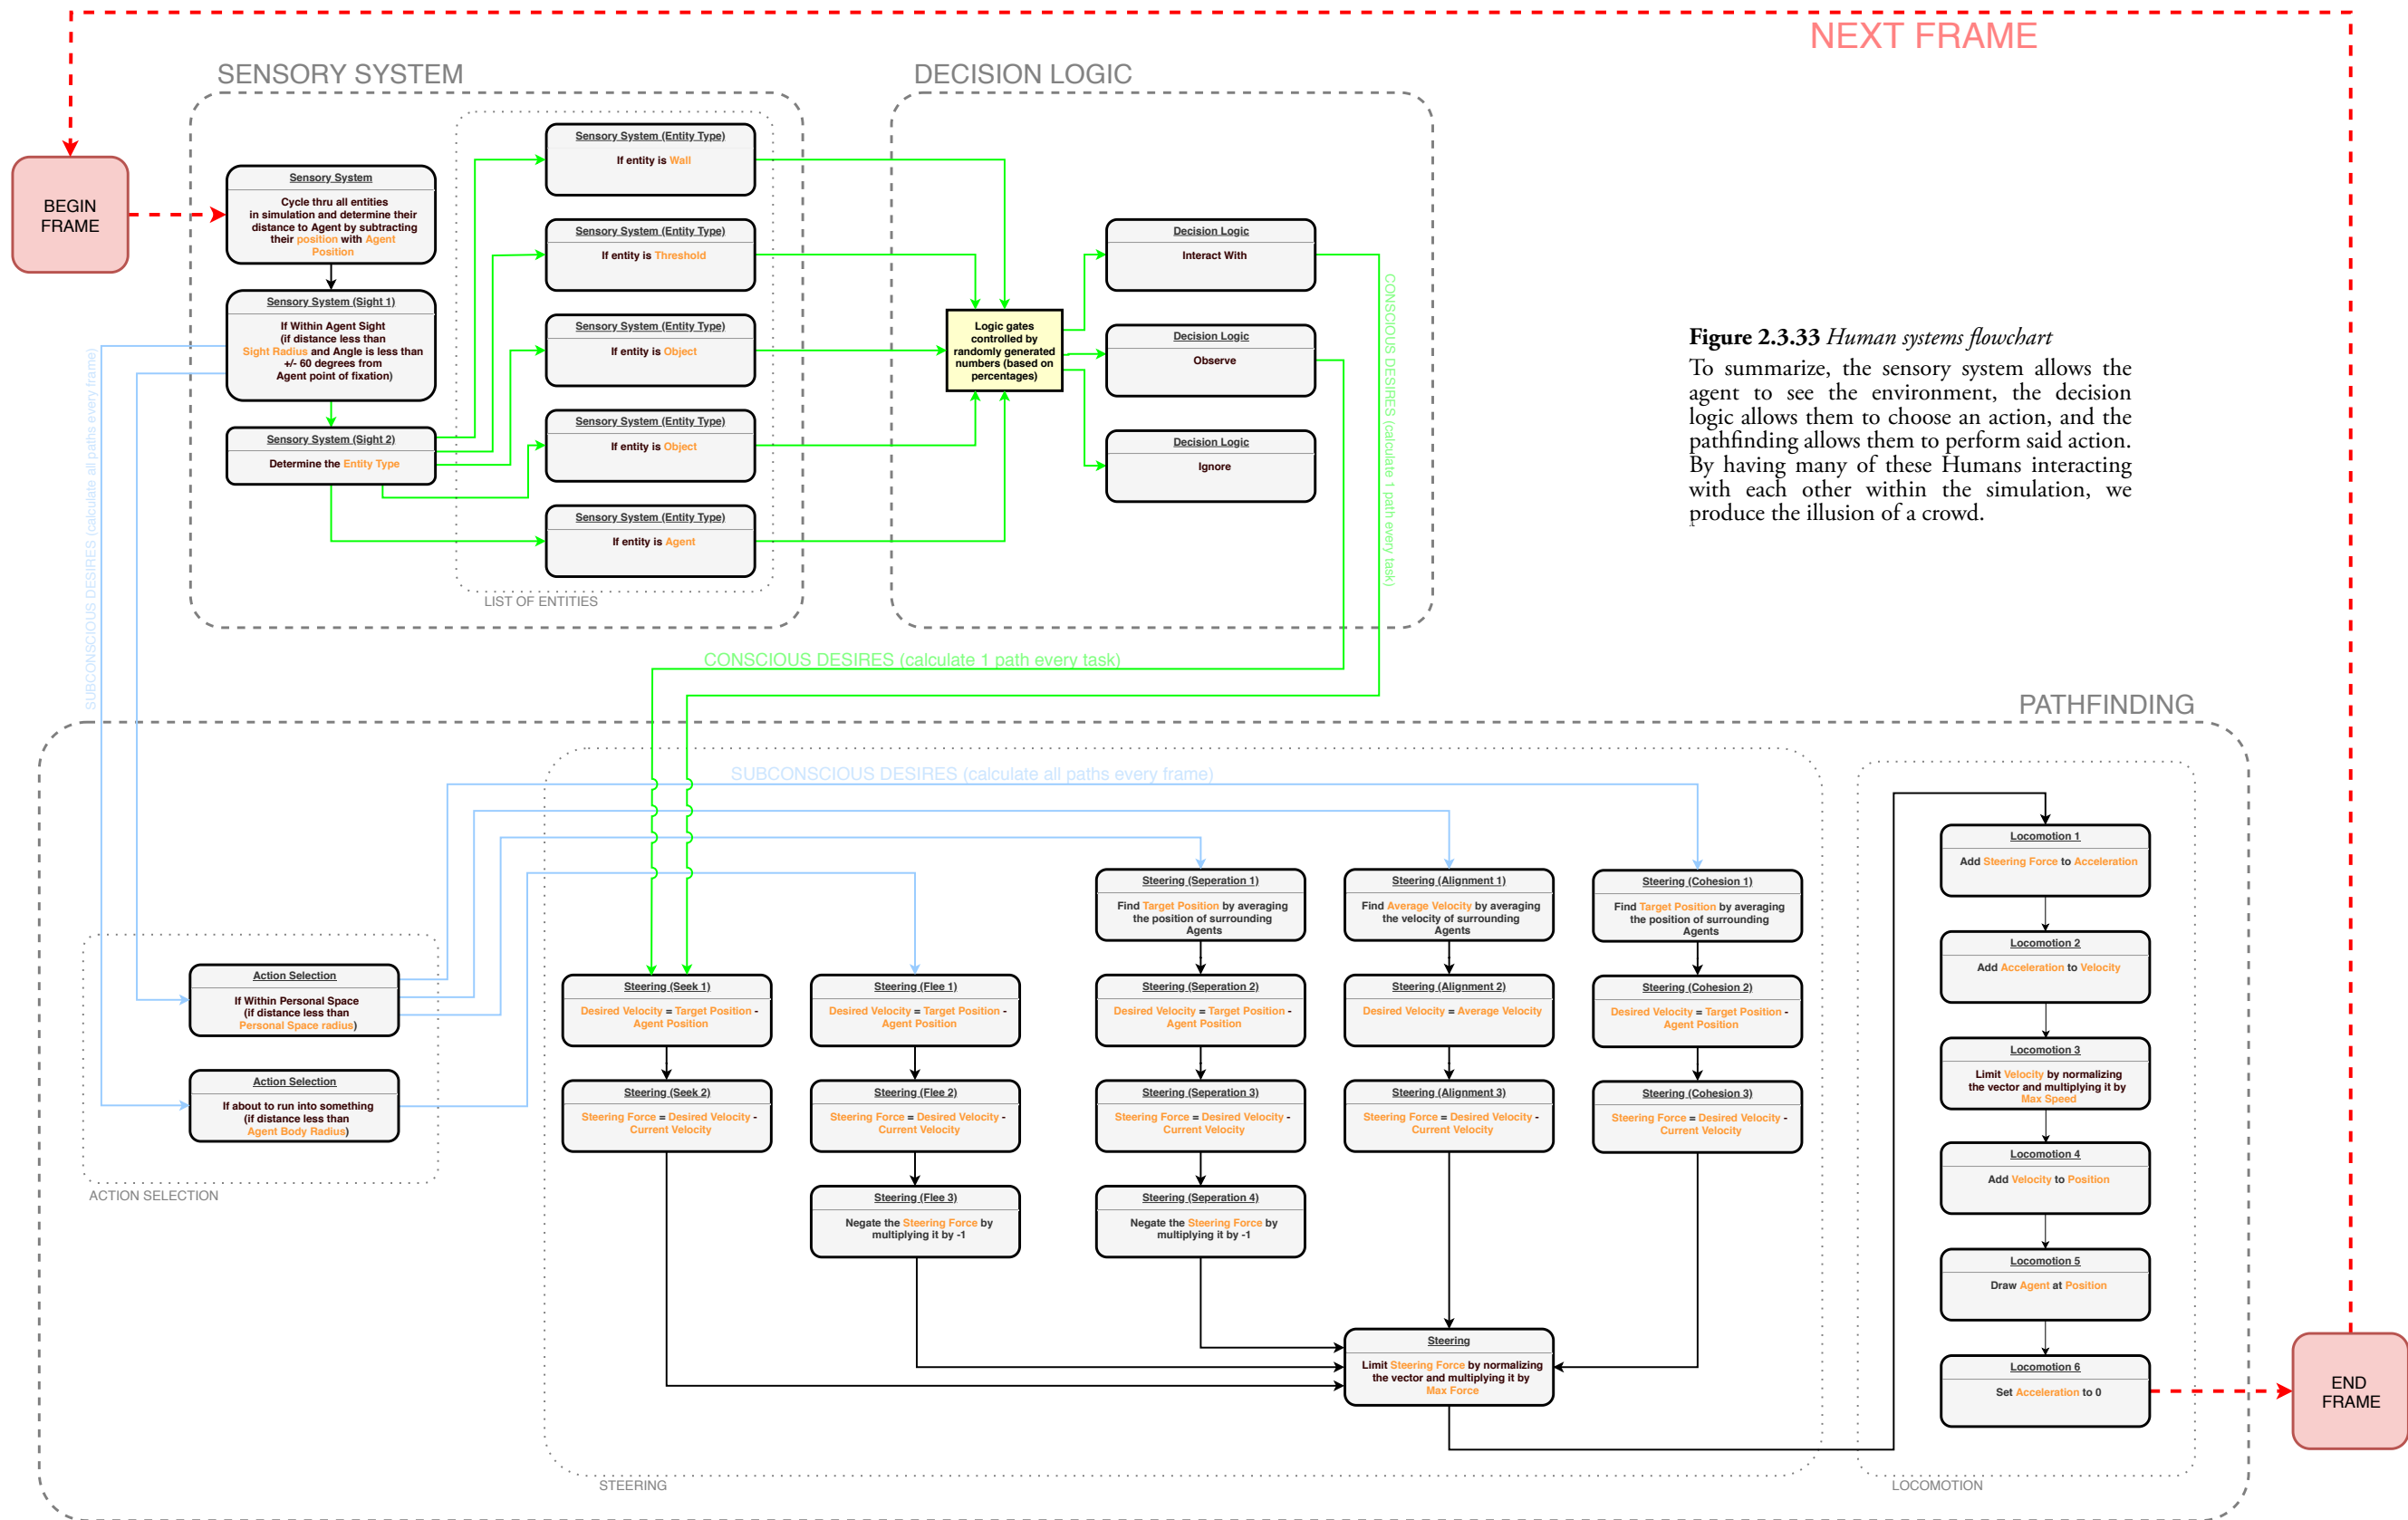 NEXT FRAME
SENSORY SYSTEM
DECISION LOGIC
BEGIN
FRAME
Sensory System
Cycle thru all entities
in simulation and determine their
distance to Agent by subtracting
their position with Agent
Position
Sensory System (Sight 1)
If Within Agent Sight
(if distance less than
Sight Radius and Angle is less than
+/- 60 degrees from
Agent point of fixation)
Sensory System (Sight 2)
Determine the Entity Type
Sensory System (Entity Type)
If entity is Wall
Sensory System (Entity Type)
If entity is Threshold
Sensory System (Entity Type)
If entity is Object
Sensory System (Entity Type)
If entity is Object
Sensory System (Entity Type)
If entity is Agent
LIST OF ENTITIES
Logic gates
controlled by
randomly generated
numbers (based on
percentages)
Decision Logic
Interact With
Decision Logic
Observe
Decision Logic
Ignore
CONSCIOUS DESIRES (calculate 1 path every task)
SUBCONSCIOUS DESIRES (calculate all paths every frame)
Figure 2.3.33 Human systems flowchart
To summarize, the sensory system allows the
agent to see the environment, the decision
logic allows them to choose an action, and the
pathfinding allows them to perform said action.
By having many of these Humans interacting
with each other within the simulation, we
produce the illusion of a crowd.
CONSCIOUS DESIRES (calculate 1 path every task)
PATHFINDING
SUBCONSCIOUS DESIRES (calculate all paths every frame)
Action Selection
If Within Personal Space
(if distance less than
Personal Space radius)
Action Selection
If about to run into something
(if distance less than
Agent Body Radius)
ACTION SELECTION
Steering (Seek 1)
Desired Velocity = Target Position -
Agent Position
Steering (Seek 2)
Steering Force = Desired Velocity -
Current Velocity
Steering (Flee 1)
Desired Velocity = Target Position -
Agent Position
Steering (Flee 2)
Steering Force = Desired Velocity -
Current Velocity
Steering (Flee 3)
Negate the Steering Force by
multiplying it by -1
Steering (Seperation 1)
Find Target Position by averaging
the position of surrounding
Agents
Steering (Seperation 2)
Desired Velocity = Target Position -
Agent Position
Steering (Seperation 3)
Steering Force = Desired Velocity -
Current Velocity
Steering (Seperation 4)
Negate the Steering Force by
multiplying it by -1
Steering (Alignment 1)
Find Average Velocity by averaging
the velocity of surrounding
Agents
Steering (Alignment 2)
Desired Velocity = Average Velocity
Steering (Alignment 3)
Steering Force = Desired Velocity -
Current Velocity
Steering (Cohesion 1)
Find Target Position by averaging
the position of surrounding
Agents
Steering (Cohesion 2)
Desired Velocity = Target Position -
Agent Position
Steering (Cohesion 3)
Steering Force = Desired Velocity -
Current Velocity
Steering
Limit Steering Force by normalizing
the vector and multiplying it by
Max Force
STEERING
Locomotion 1
Add Steering Force to Acceleration
Locomotion 2
Add Acceleration to Velocity
Locomotion 3
Limit Velocity by normalizing
the vector and multiplying it by
Max Speed
Locomotion 4
Add Velocity to Position
Locomotion 5
Draw Agent at Position
Locomotion 6
Set Acceleration to 0
LOCOMOTION
END
FRAME